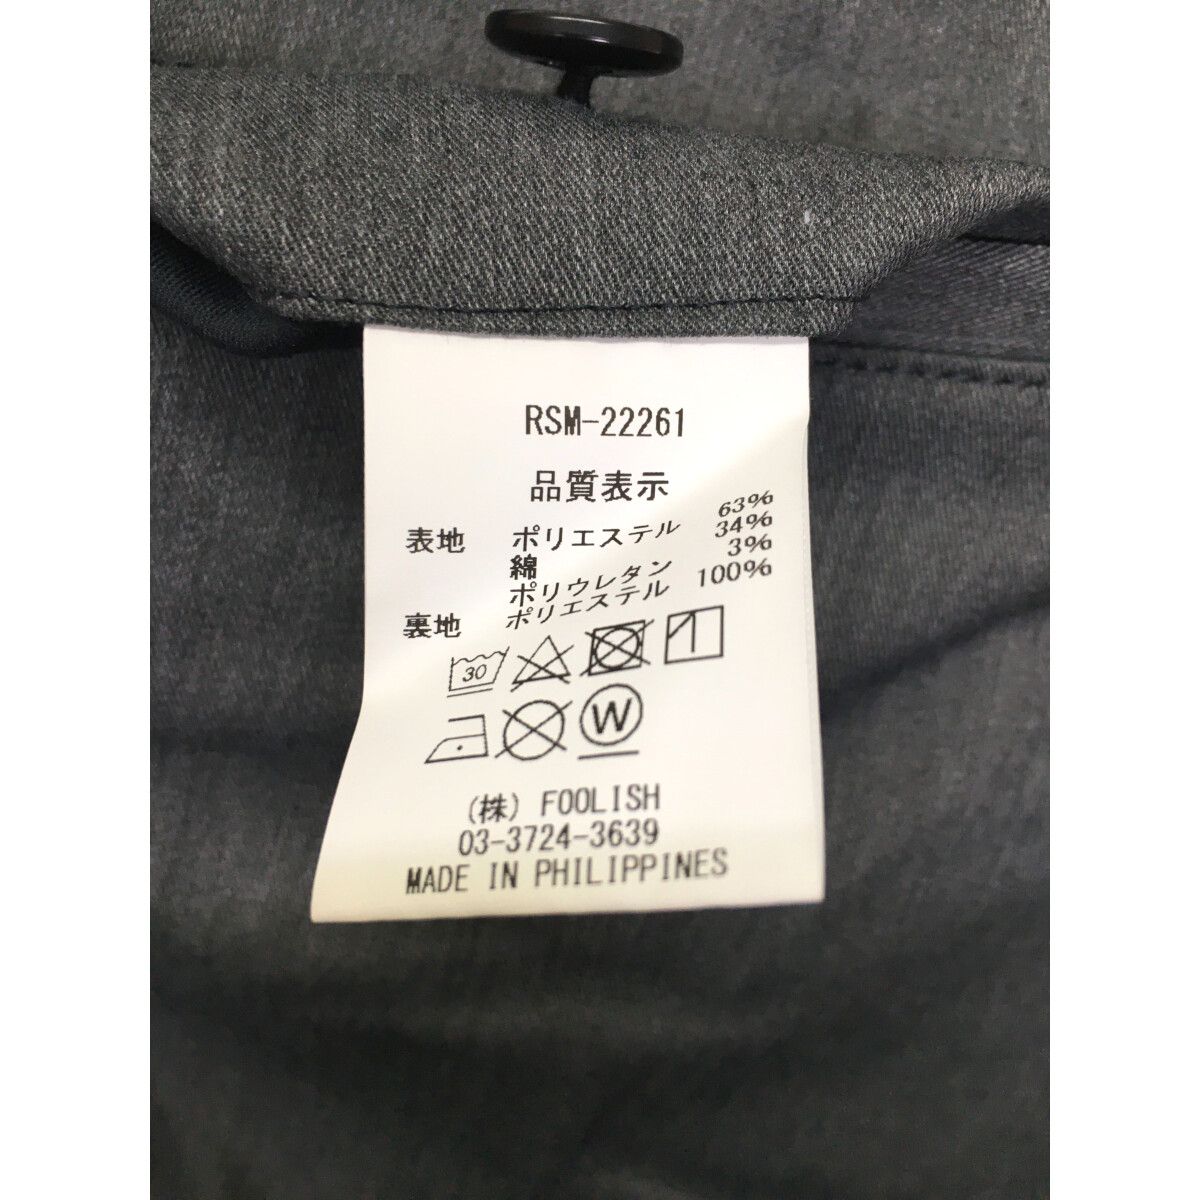 RSM-22261
品質表示
表地 ポリエステル 63%
綿 34%
ポリウレタン 3%
裏地 ポリエステル 100%
30
W
(株) FOOLISH
03-3724-3639
MADE IN PHILIPPINES